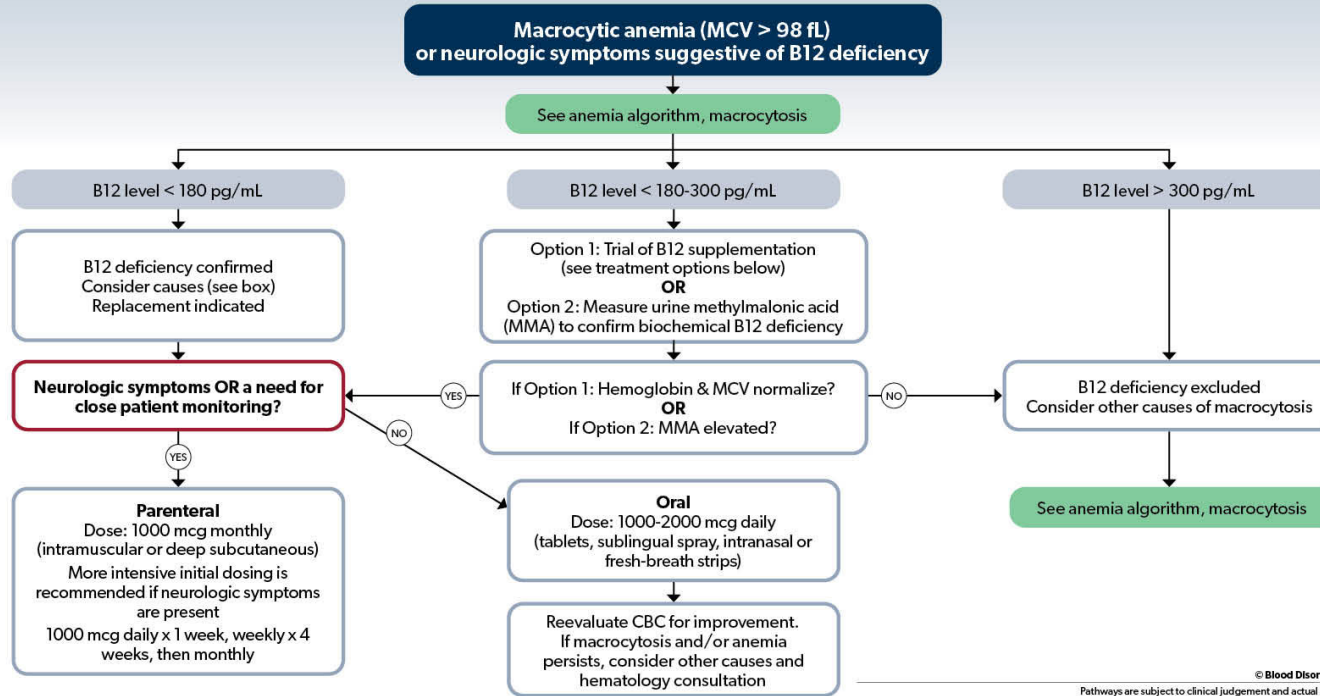 Macrocytic anemia (MCV > 98 fL)
or neurologic symptoms suggestive of B12 deficiency
See anemia algorithm, macrocytosis
B12 level < 180 pg/mL
B12 level < 180-300 pg/mL
B12 level > 300 pg/mL
B12 deficiency confirmed
Consider causes (see box)
Replacement indicated
Option 1: Trial of B12 supplementation
(see treatment options below)
OR
Option 2: Measure urine methylmalonic acid
(MMA) to confirm biochemical B12 deficiency
Neurologic symptoms OR a need for
close patient monitoring?
YES
If Option 1: Hemoglobin & MCV normalize?
OR
If Option 2: MMA elevated?
NO
B12 deficiency excluded
Consider other causes of macrocytosis
NO
YES
Parenteral
Dose: 1000 mcg monthly
(intramuscular or deep subcutaneous)
More intensive initial dosing is
recommended if neurologic symptoms
are present
1000 mcg daily x 1 week, weekly x 4
weeks, then monthly
Oral
Dose: 1000-2000 mcg daily
(tablets, sublingual spray, intranasal or
fresh-breath strips)
See anemia algorithm, macrocytosis
Reevaluate CBC for improvement.
If macrocytosis and/or anemia
persists, consider other causes and
hematology consultation
© Blood Disor
Pathways are subject to clinical judgement and actual